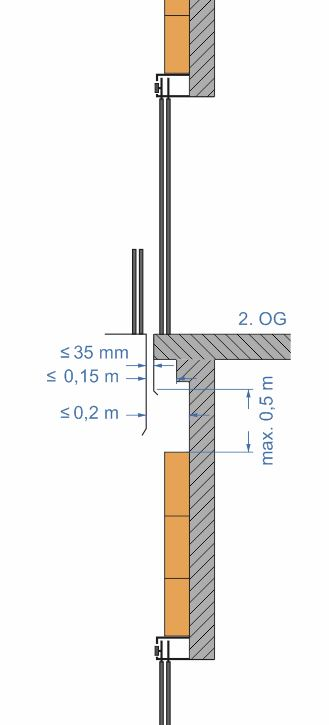 2. OG
≤ 35 mm
≤ 0,15 m
≤ 0,2 m
max. 0,5 m